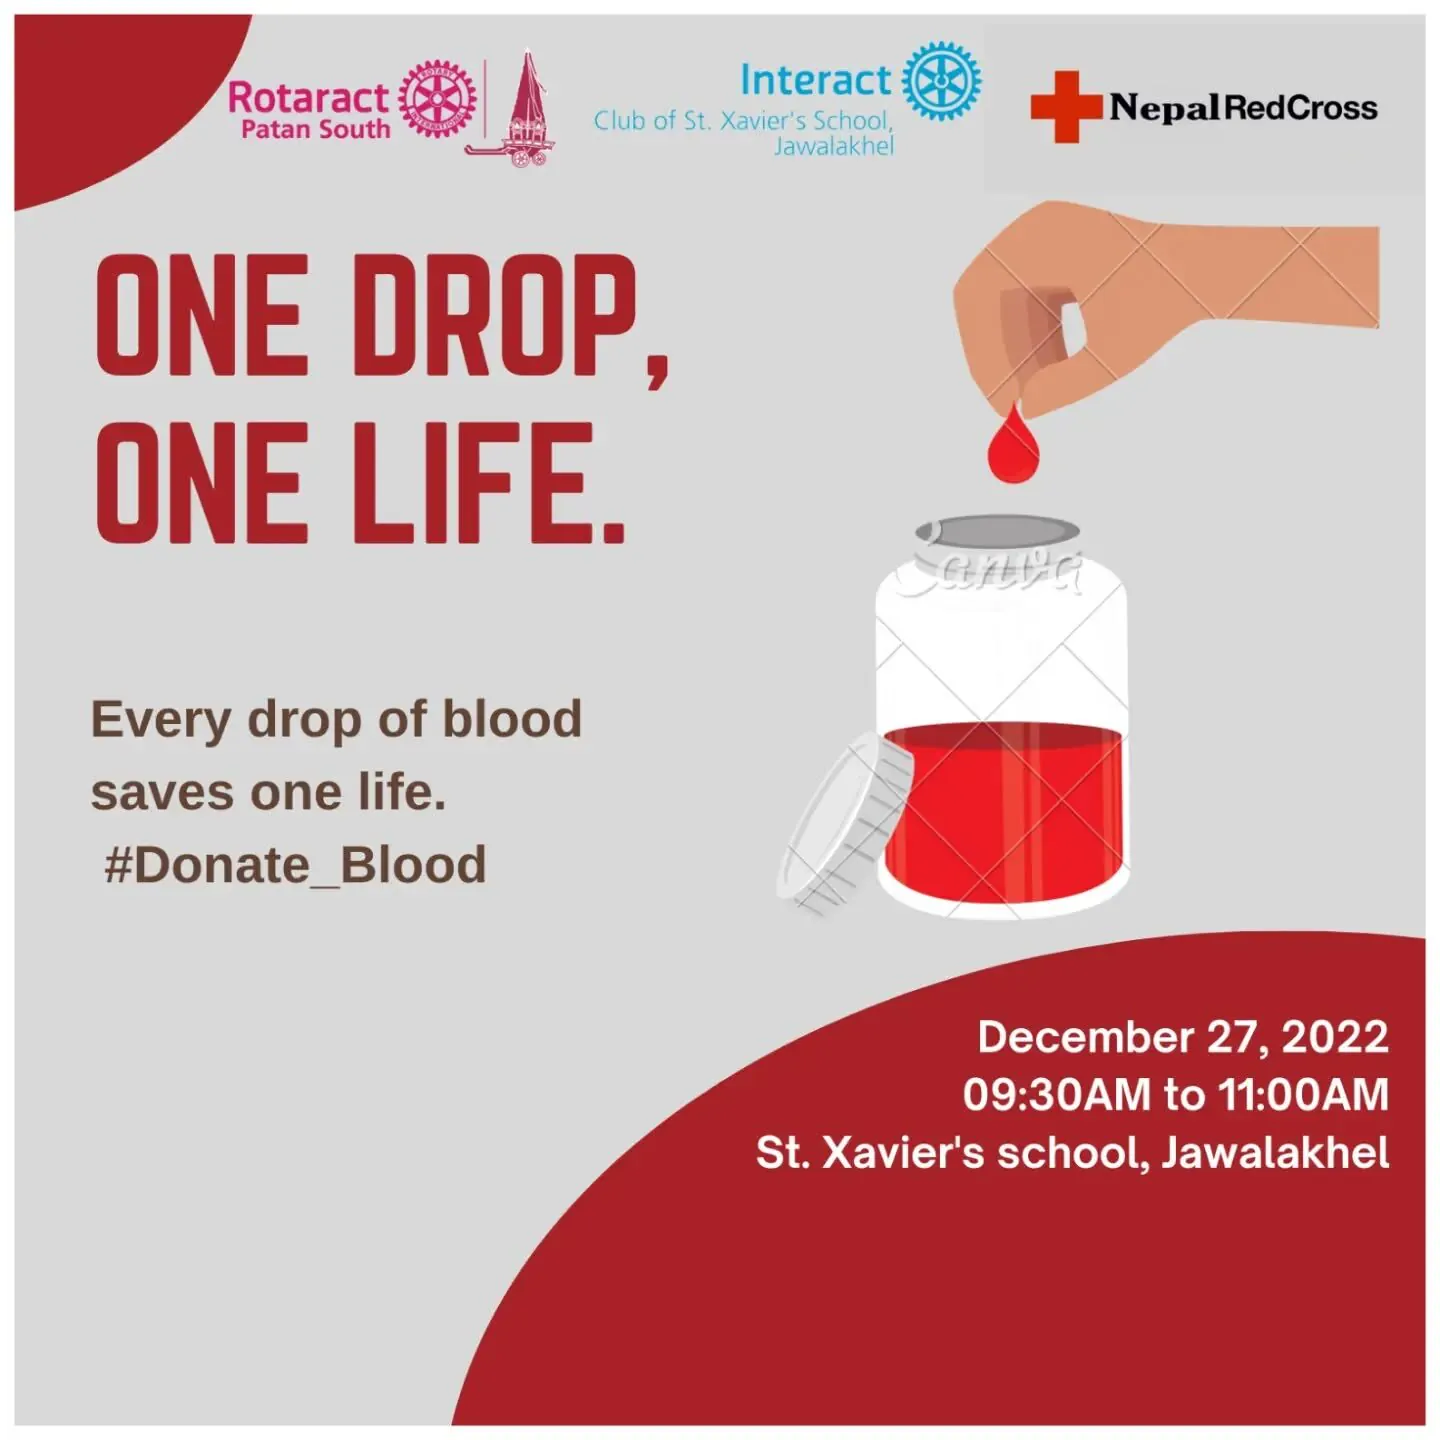 Rotaract
Patan South
ROTARY
INTERNATIONAL
Interact
Club of St. Xavier's School,
Jawalakhel
NepalRedCross
ONE DROP,
ONE LIFE.
Canva
Every drop of blood
saves one life.
#Donate_Blood
December 27, 2022
09:30AM to 11:00AM
St. Xavier's school, Jawalakhel